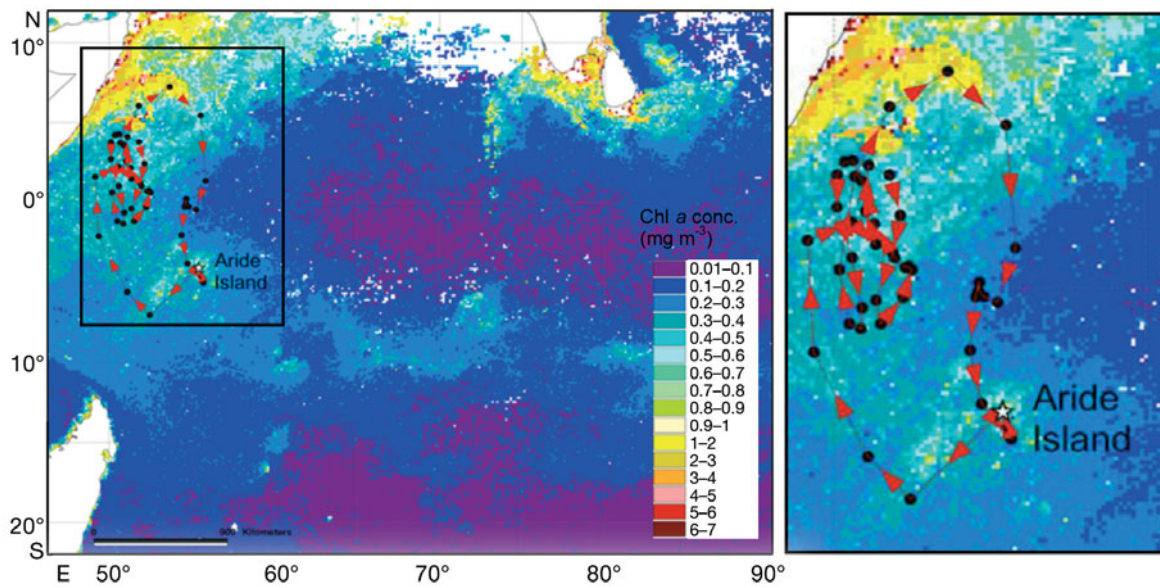 N
10°
0°
10°
20°
S
E 50° 60° 70° 80° 90°
Aride
Island
Chl a conc.
(mg m⁻³)
0.01–0.1
0.1–0.2
0.2–0.3
0.3–0.4
0.4–0.5
0.5–0.6
0.6–0.7
0.7–0.8
0.8–0.9
0.9–1
1–2
2–3
3–4
4–5
5–6
6–7
0 900 Kilometers
Aride
Island